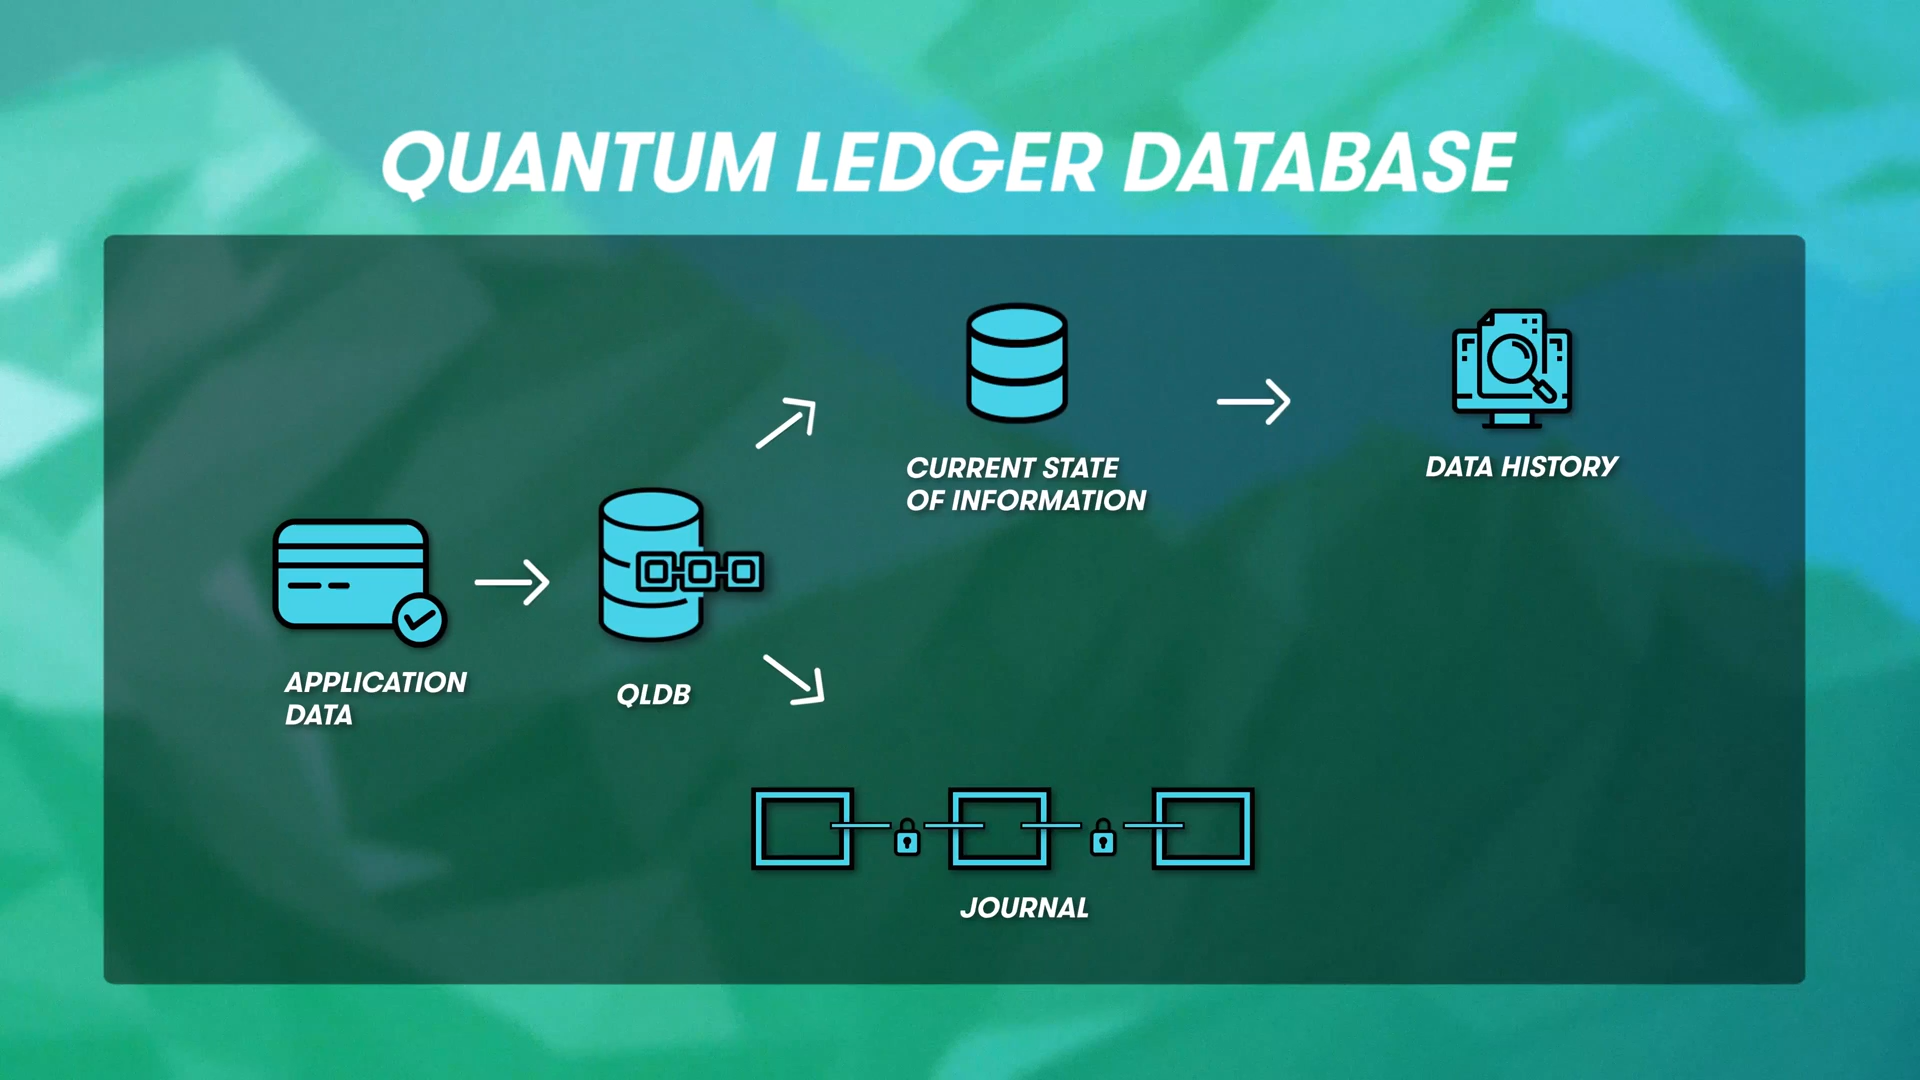 QUANTUM LEDGER DATABASE
CURRENT STATE
OF INFORMATION
DATA HISTORY
APPLICATION
DATA
QLDB
JOURNAL